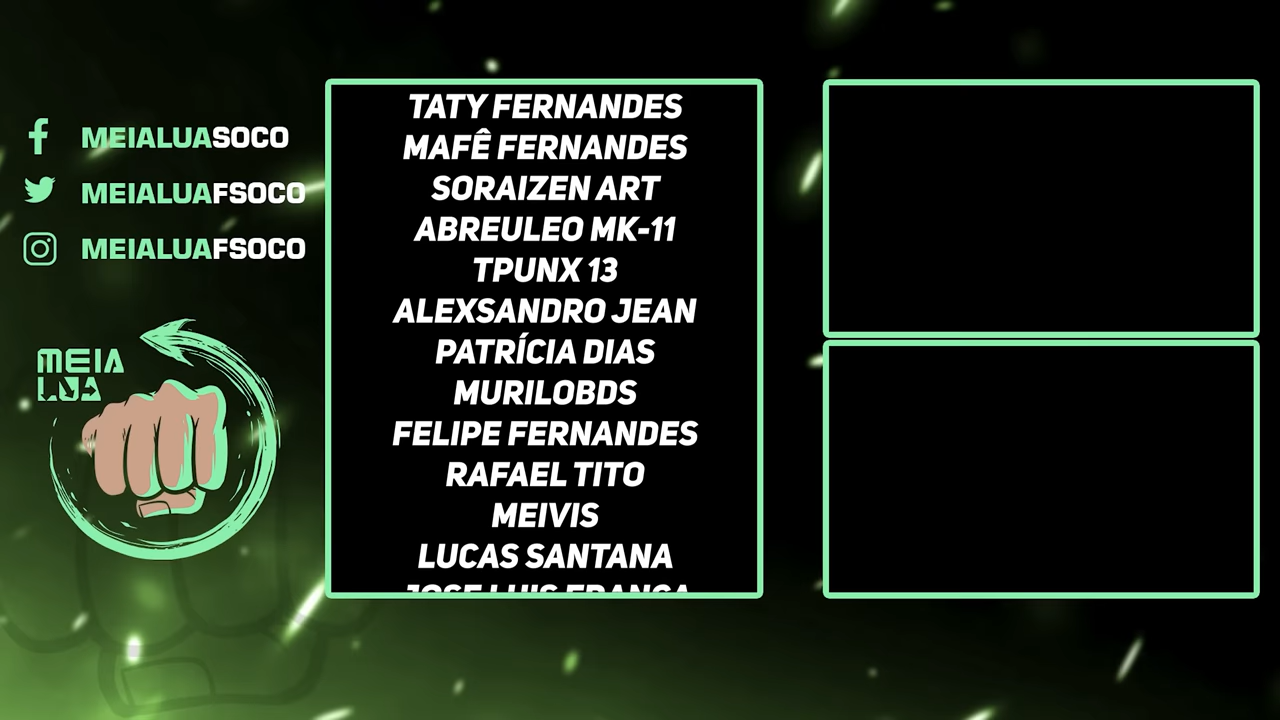 MEIALUASOCO
MEIALUAFSOCO
MEIALUAFSOCO
MEIA
LUA
TATY FERNANDES
MAFÊ FERNANDES
SORAIZEN ART
ABREULEO MK-11
TPUNX 13
ALEXSANDRO JEAN
PATRÍCIA DIAS
MURILOBDS
FELIPE FERNANDES
RAFAEL TITO
MEIVIS
LUCAS SANTANA